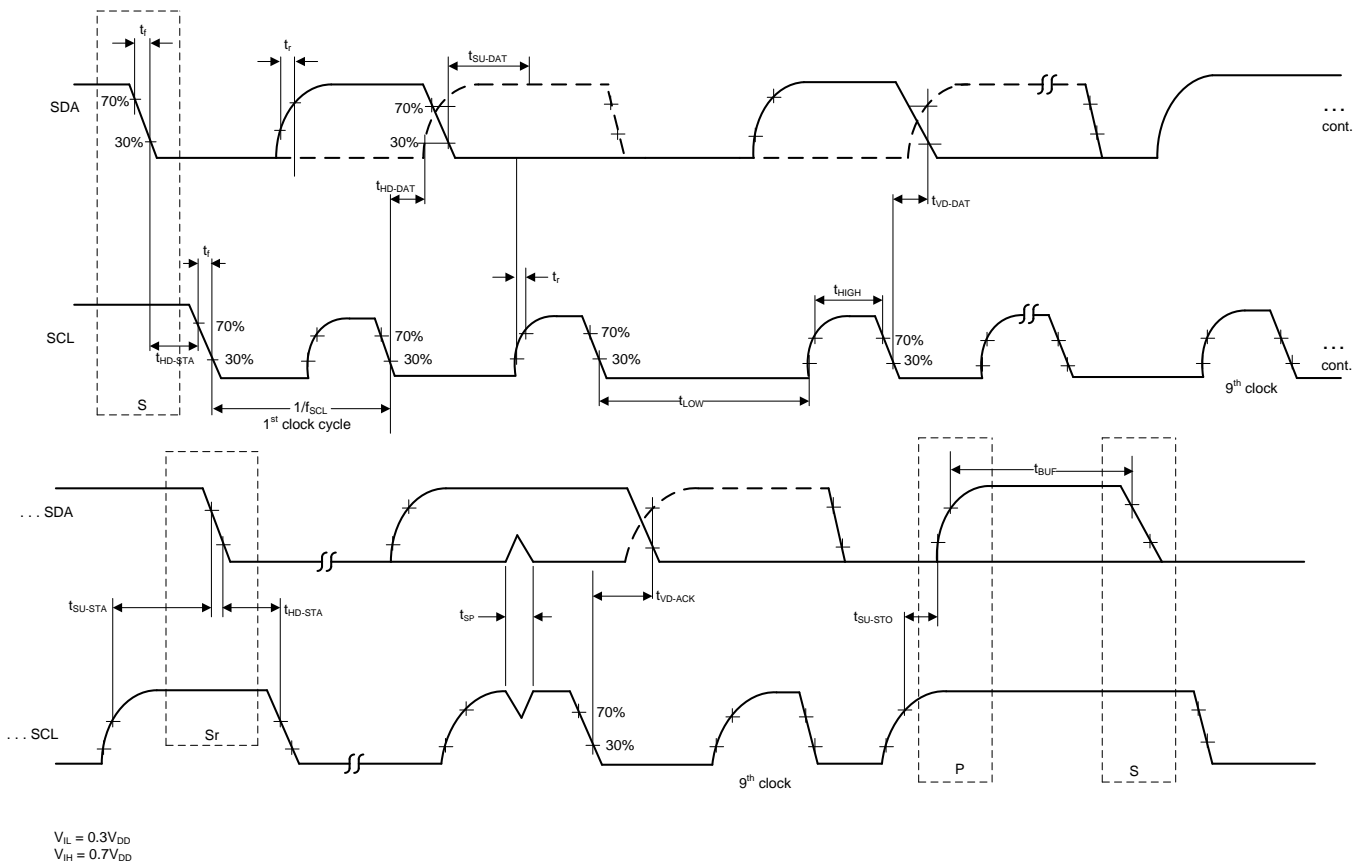 tf
tr
tSU-DAT
SDA
70%
30%
70%
30%
...
cont.
tHD-DAT
tVD-DAT
tf
tr
tHIGH
SCL
70%
30%
tHD-STA
70%
30%
70%
30%
70%
30%
...
cont.
S
1/fSCL
1st clock cycle
tLOW
9th clock
tBUF
... SDA
tSU-STA
tHD-STA
tSP
tVD-ACK
tSU-STO
70%
30%
... SCL
Sr
9th clock
P
S
VIL = 0.3VDD
VIH = 0.7VDD